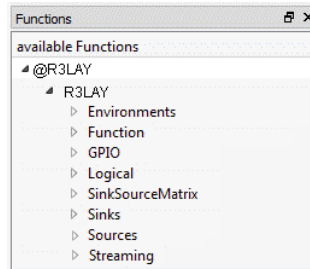 Functions
available Functions
@R3LAY
R3LAY
Environments
Function
GPIO
Logical
SinkSourceMatrix
Sinks
Sources
Streaming